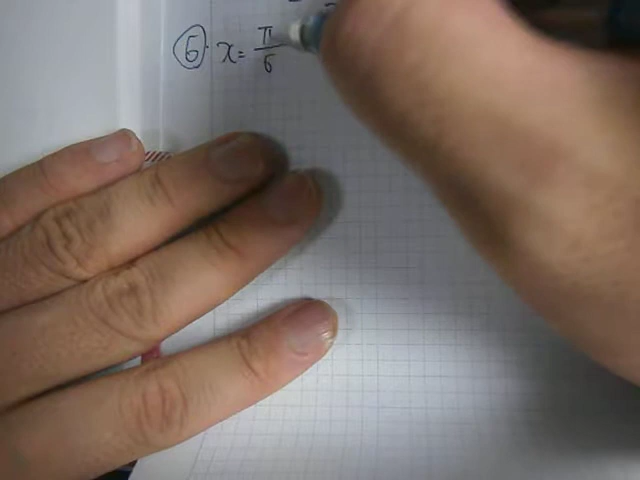 ⑥ x = π/6